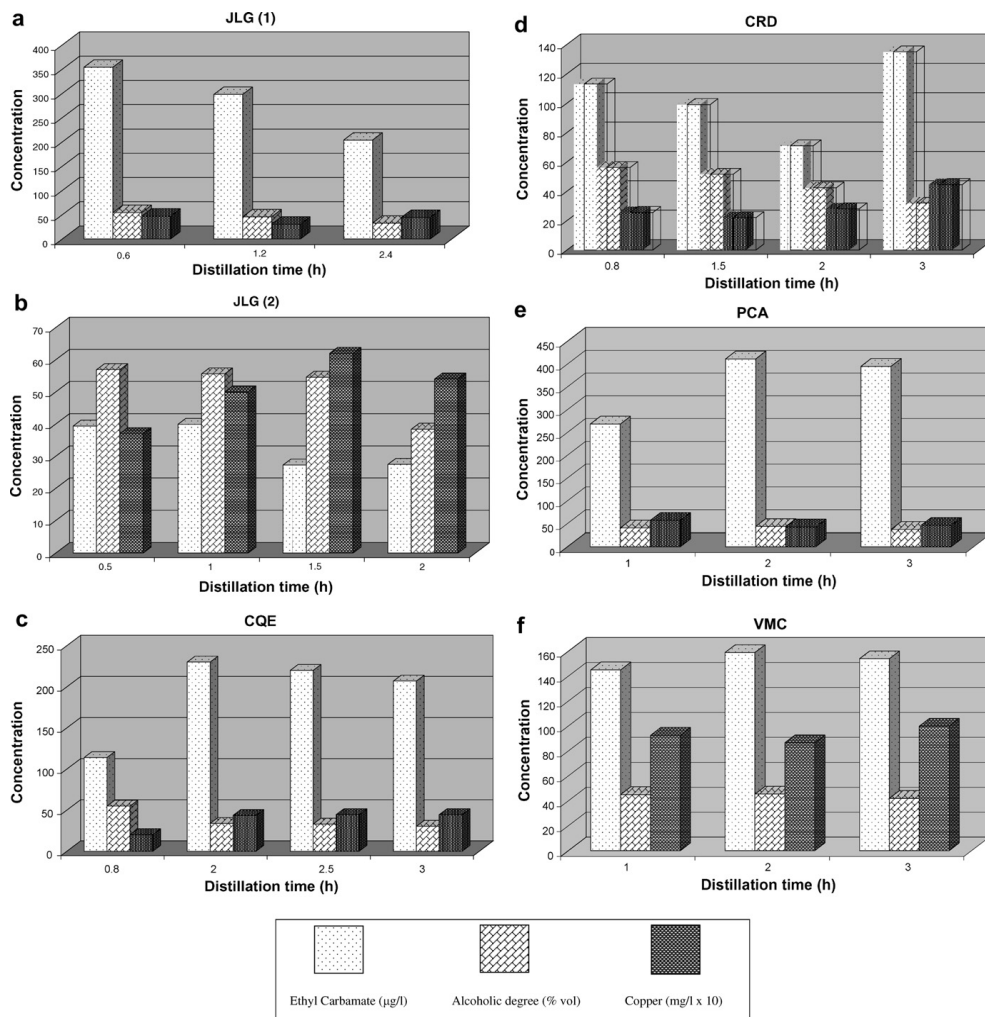 a
JLG (1)
Concentration
400
350
300
250
200
150
100
50
0
0.6 1.2 2.4
Distillation time (h)
b
JLG (2)
Concentration
70
60
50
40
30
20
10
0
0.5 1 1.5 2
Distillation time (h)
c
CQE
Concentration
250
200
150
100
50
0
0.8 2 2.5 3
Distillation time (h)
d
CRD
Concentration
140
120
100
80
60
40
20
0
0.8 1.5 2 3
Distillation time (h)
e
PCA
Concentration
450
400
350
300
250
200
150
100
50
0
1 2 3
Distillation time (h)
f
VMC
Concentration
160
140
120
100
80
60
40
20
0
1 2 3
Distillation time (h)
Ethyl Carbamate (µg/l) Alcoholic degree (% vol) Copper (mg/l x 10)